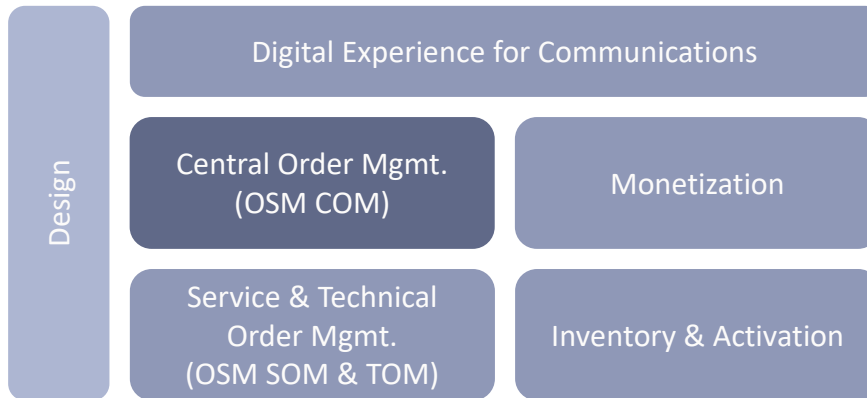 Design
Digital Experience for Communications
Central Order Mgmt.
(OSM COM)
Monetization
Service & Technical
Order Mgmt.
(OSM SOM & TOM)
Inventory & Activation